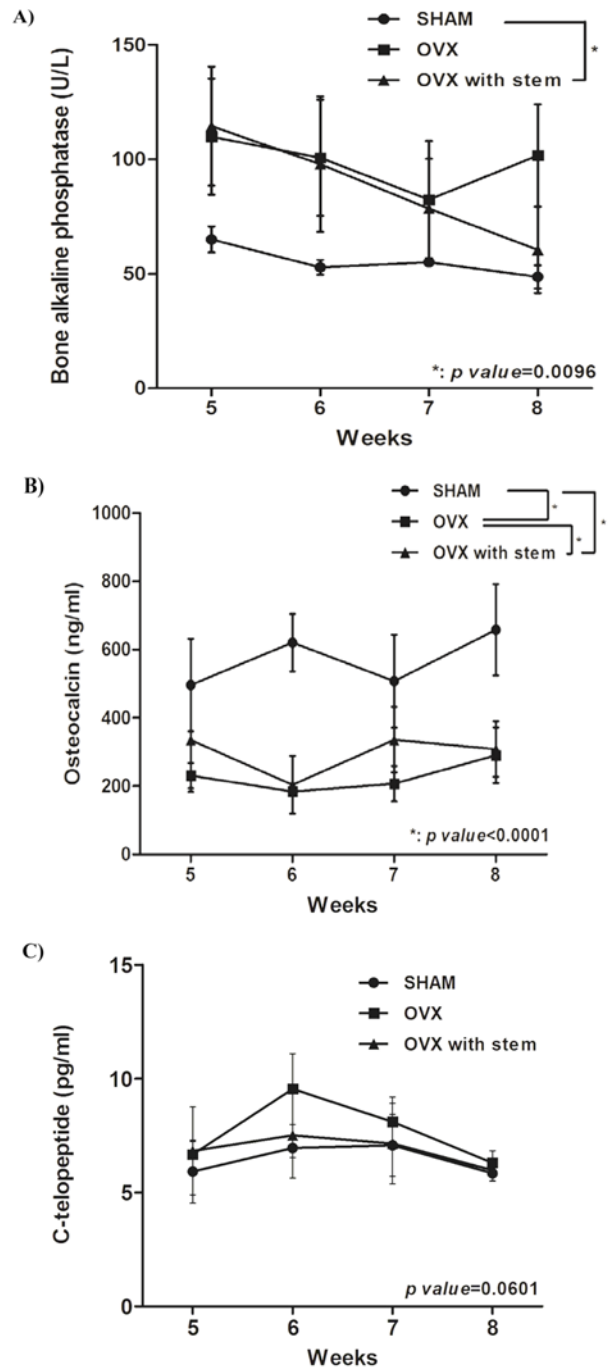 A)
SHAM
OVX
OVX with stem
*
Bone alkaline phosphatase (U/L)
150
100
50
0
*: p value=0.0096
5 6 7 8
Weeks
B)
SHAM
OVX
OVX with stem
* * *
Osteocalcin (ng/ml)
1000
800
600
400
200
0
*: p value<0.0001
5 6 7 8
Weeks
C)
SHAM
OVX
OVX with stem
C-telopeptide (pg/ml)
15
10
5
0
p value=0.0601
5 6 7 8
Weeks